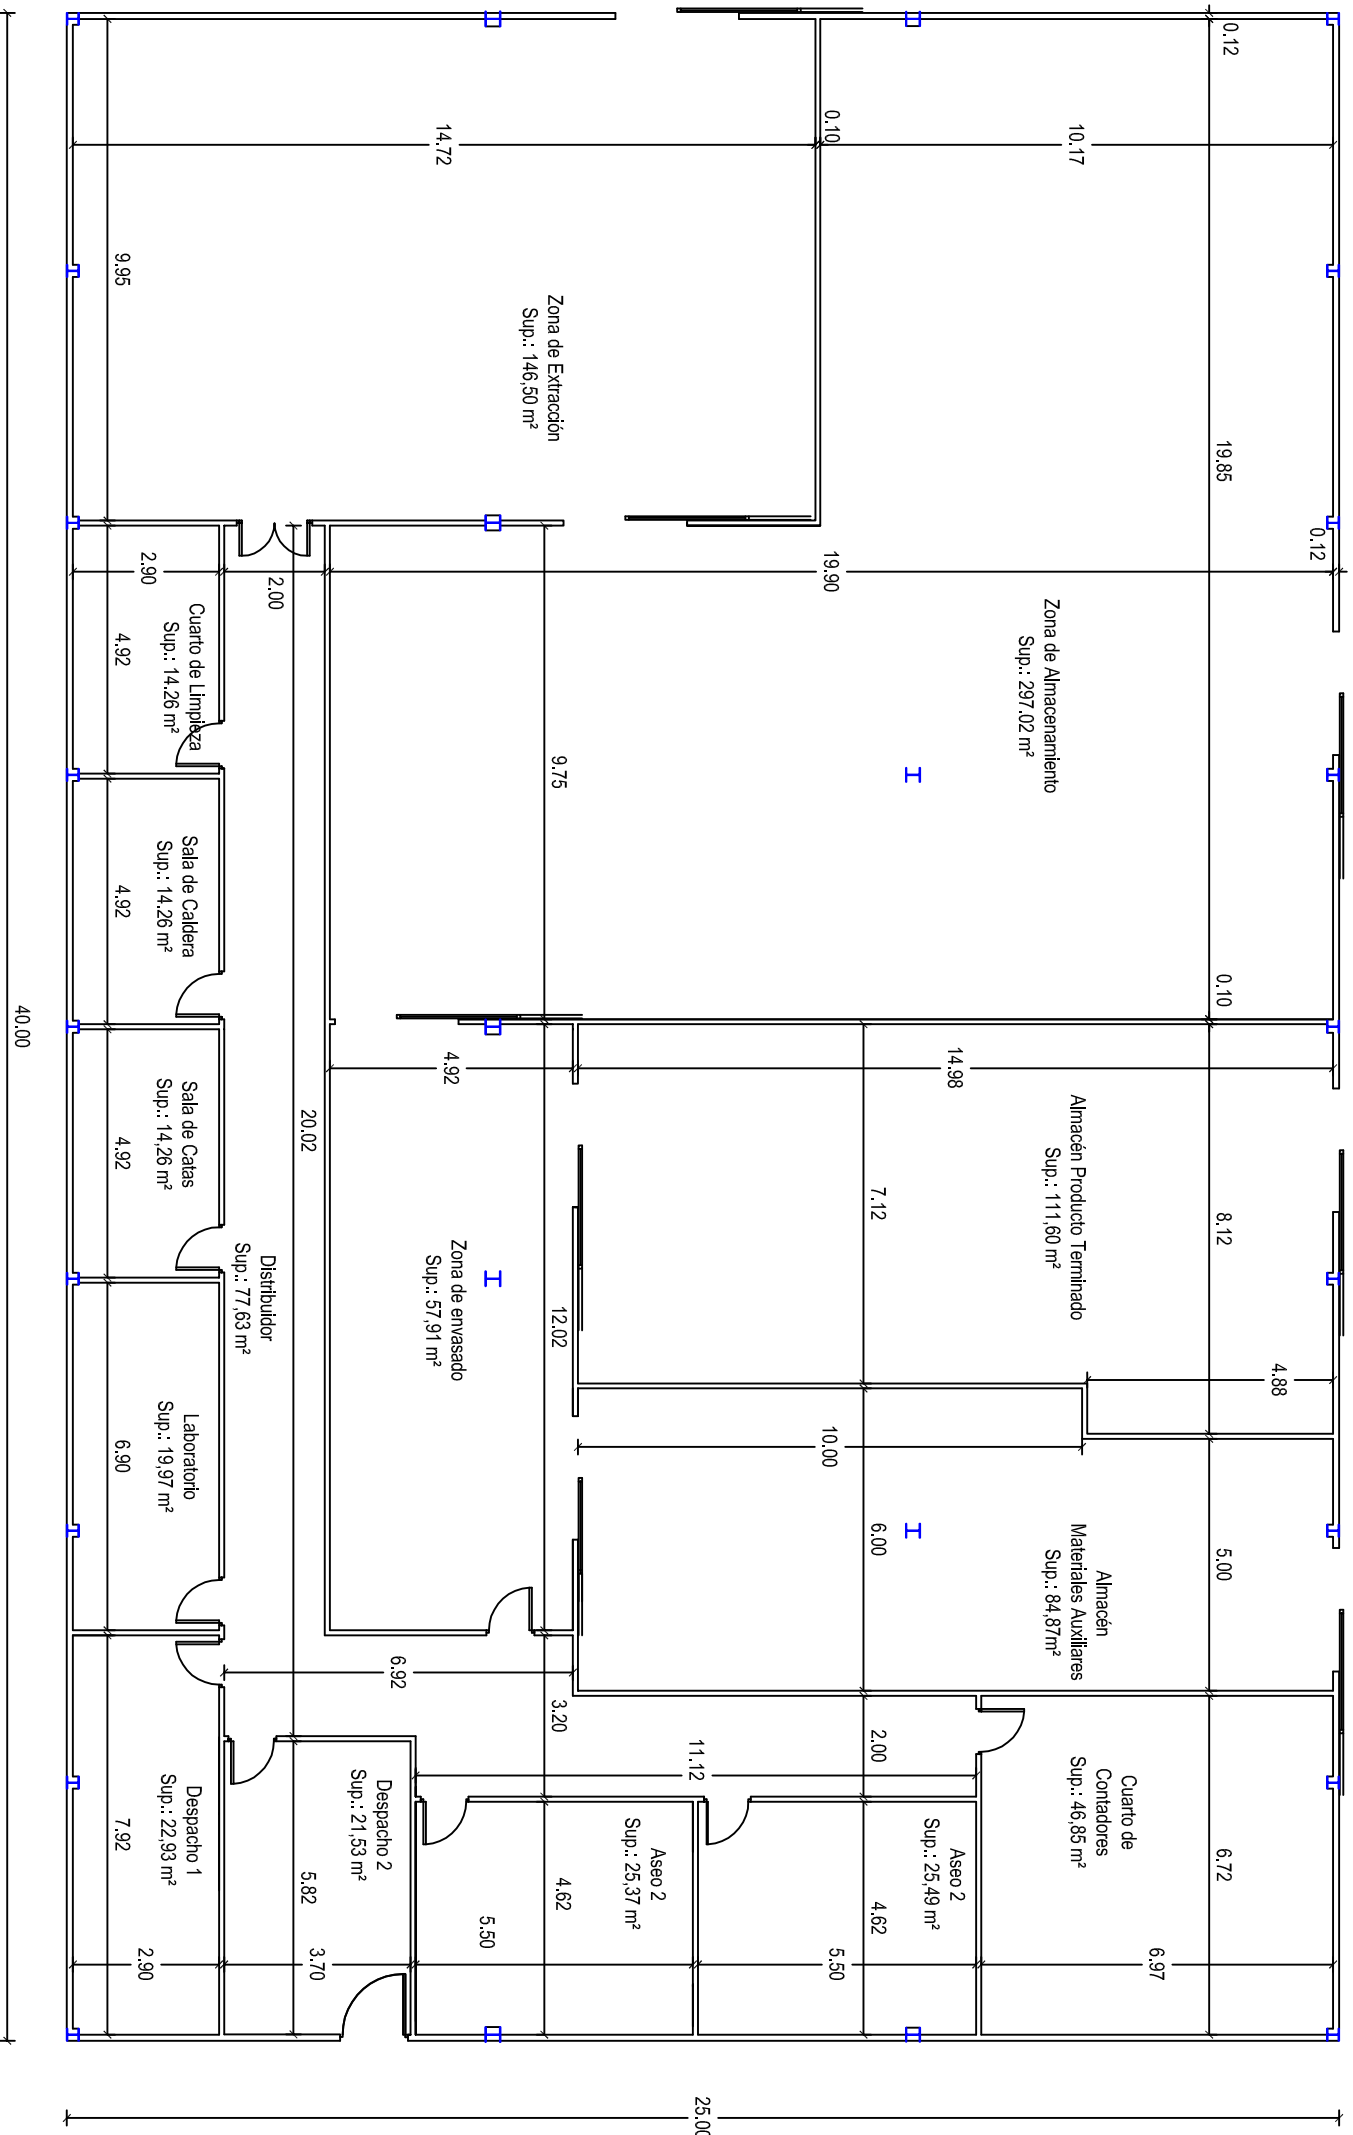 0.12
10.17
0.10
14.72
9.95
Zona de Extracción
Sup.: 146,50 m²
19.85
0.12
19.90
2.00
2.90
Cuarto de Limpieza
Sup.: 14.26 m²
4.92
Zona de Almacenamiento
Sup.: 297.02 m²
9.75
0.10
Sala de Caldera
Sup.: 14.26 m²
4.92
40.00
14.98
4.92
20.02
Almacén Producto Terminado
Sup.: 111,60 m²
7.12
8.12
Sala de Catas
Sup.: 14,26 m²
4.92
Distribuidor
Sup.: 77,63 m²
Zona de envasado
Sup.: 57,91 m²
12.02
4.88
10.00
Laboratorio
Sup.: 19,97 m²
6.90
Almacén
Materiales Auxiliares
Sup.: 84,87m²
6.00
5.00
6.92
3.20
2.00
11.12
Cuarto de
Contadores
Sup.: 46,85 m²
6.72
Despacho 1
Sup.: 22,93 m²
7.92
Despacho 2
Sup.: 21,53 m²
5.82
Aseo 2
Sup.: 25,37 m²
4.62
Aseo 2
Sup.: 25,49 m²
4.62
2.90
3.70
5.50
5.50
6.97
25.00